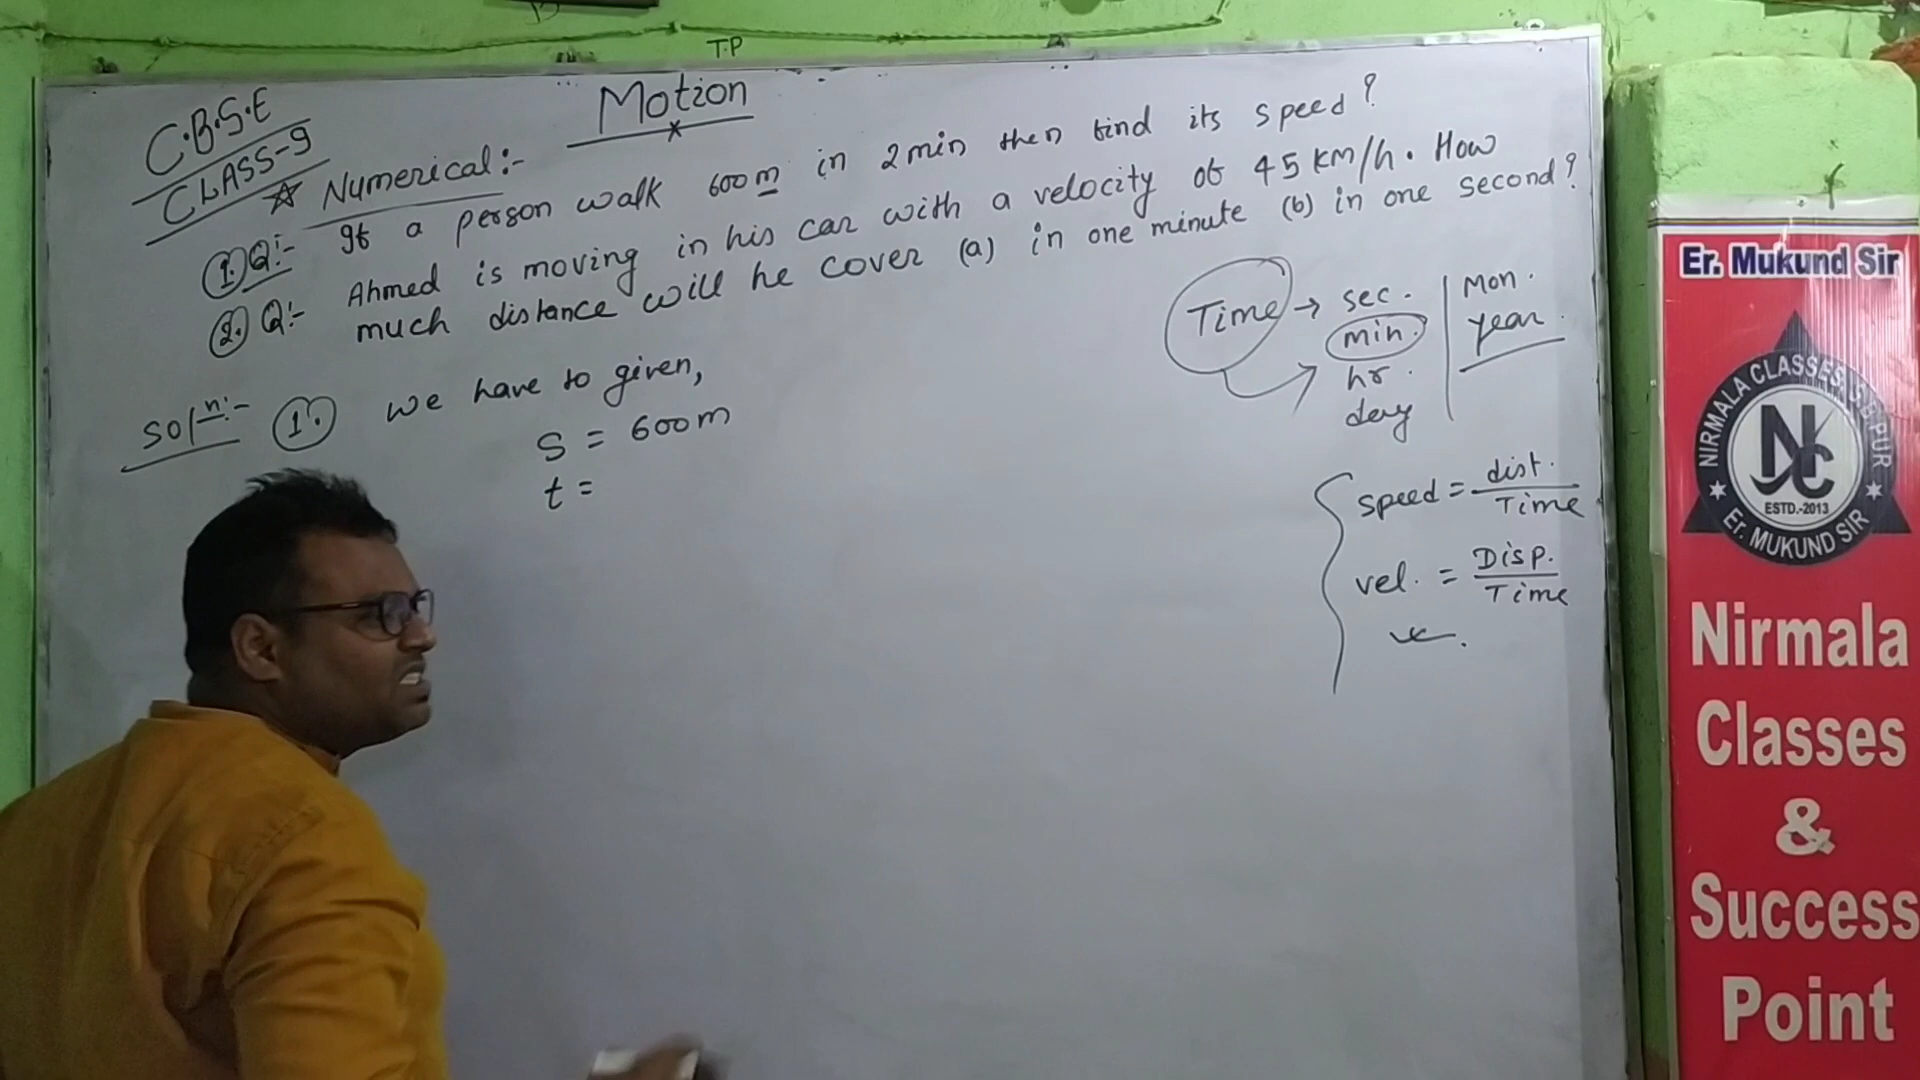 T.P
C.B.S.E
CLASS-9
Motion
☆ Numerical:-
1. Q:- If a person walk 600m in 2min then find its speed?
2. Q:- Ahmed is moving in his car with a velocity of 45 KM/h. How
much distance will he cover (a) in one minute (b) in one second?
Time → sec.
min.
hr.
day
Mon.
year.
Solⁿ:- 1. we have to given,
S = 600m
t =
speed = dist. / Time
vel. = Disp. / Time
Er. Mukund Sir
NIRMALA CLASSES, S.B.PUR
NC
ESTD.-2013
Er. MUKUND SIR
Nirmala
Classes
&
Success
Point